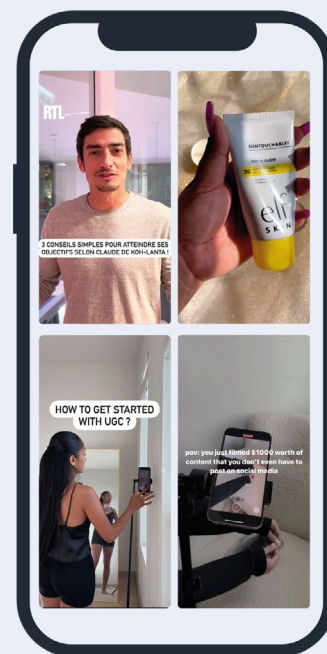 RTL
3 CONSEILS SIMPLES POUR ATTEINDRE SES
OBJECTIFS SELON CLAUDE DE KOH-LANTA !
SUNTOUCHABLE!
30
elf
SKIN
HOW TO GET STARTED
WITH UGC ?
pov: you just filmed $1000 worth of
content that you don't even have to
post on social media